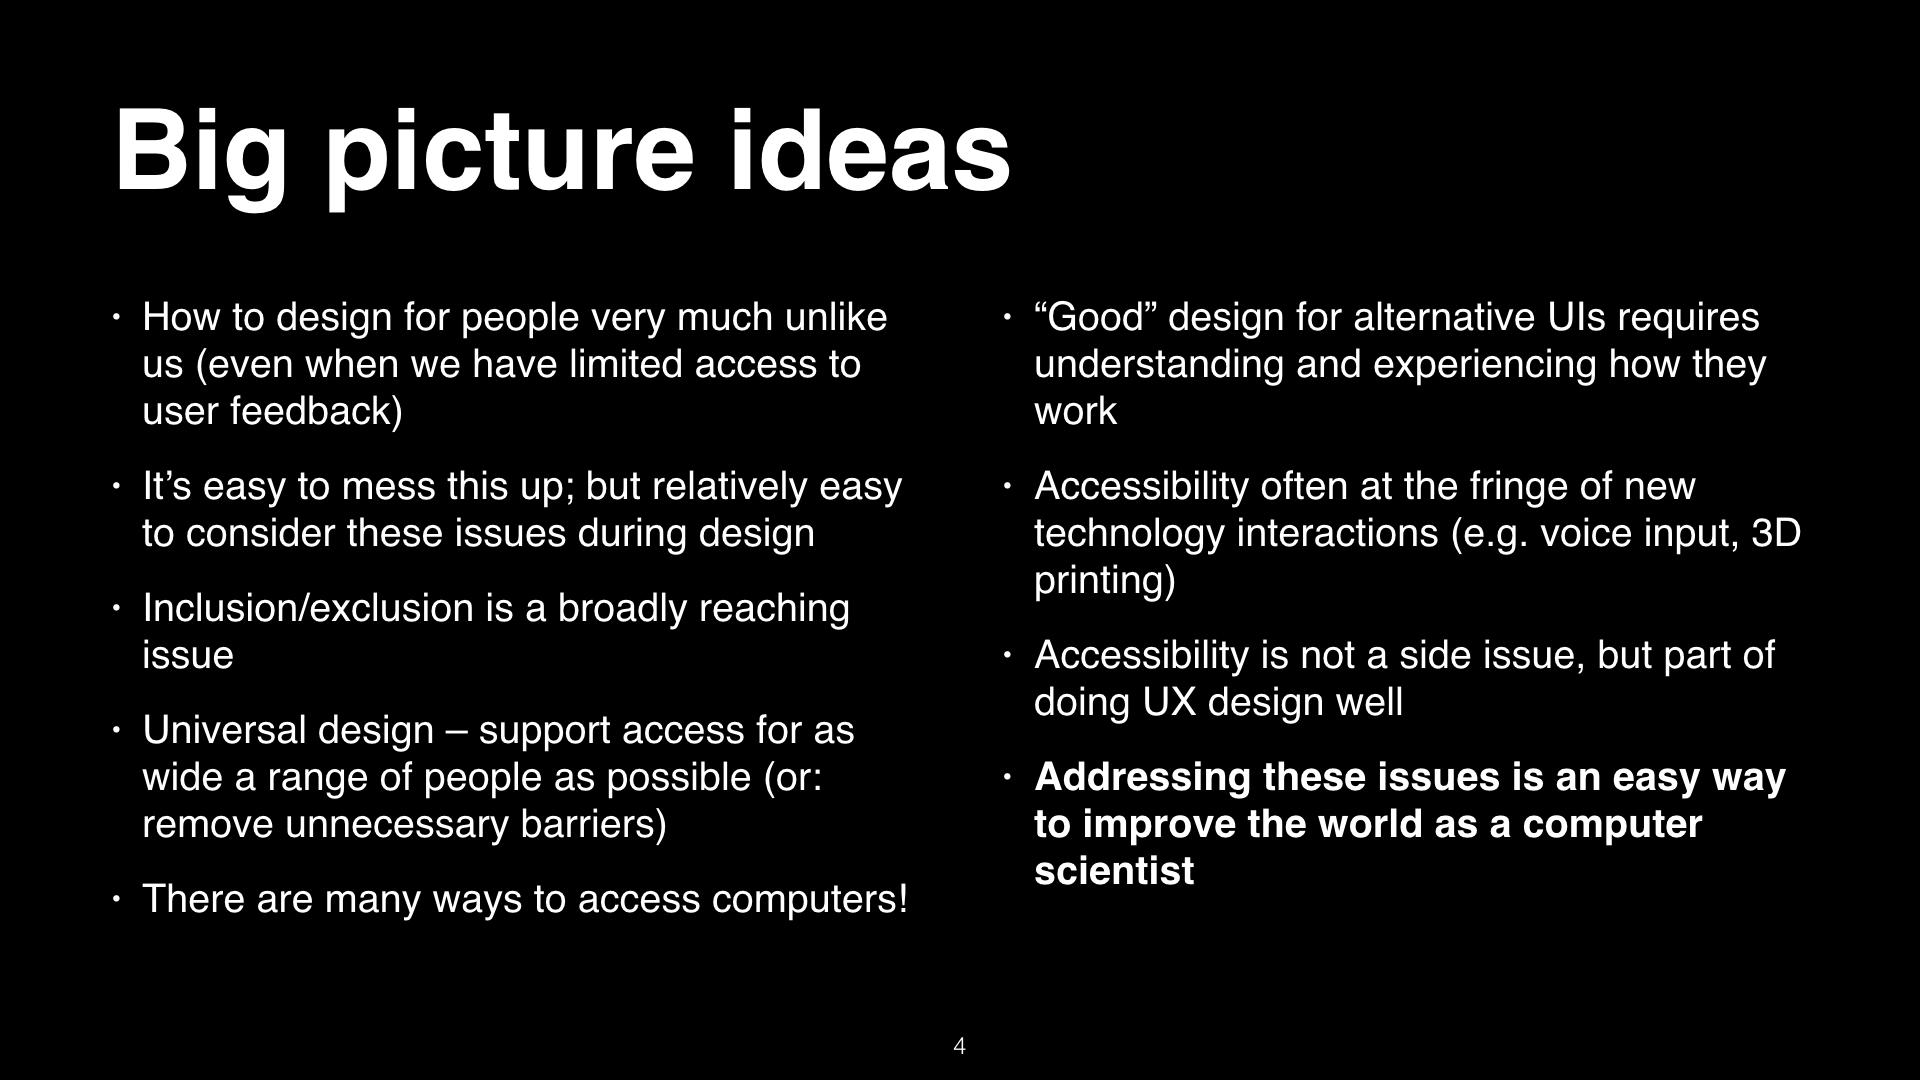 Big picture ideas
• How to design for people very much unlike
us (even when we have limited access to
user feedback)
• It’s easy to mess this up; but relatively easy
to consider these issues during design
• Inclusion/exclusion is a broadly reaching
issue
• Universal design – support access for as
wide a range of people as possible (or:
remove unnecessary barriers)
• There are many ways to access computers!
• “Good” design for alternative UIs requires
understanding and experiencing how they
work
• Accessibility often at the fringe of new
technology interactions (e.g. voice input, 3D
printing)
• Accessibility is not a side issue, but part of
doing UX design well
• Addressing these issues is an easy way
to improve the world as a computer
scientist
4